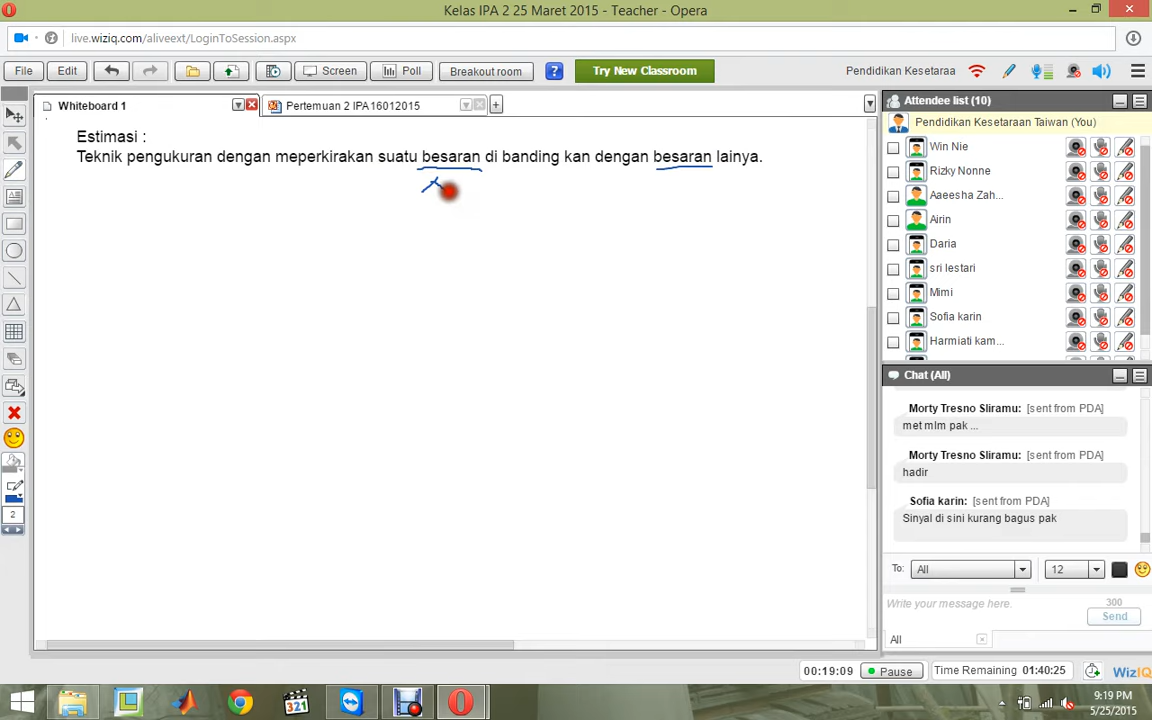 Kelas IPA 2 25 Maret 2015 - Teacher - Opera
live.wiziq.com/aliveext/LoginToSession.aspx
File
Edit
Screen
Poll
Breakout room
?
Try New Classroom
Pendidikan Kesetaraa
Whiteboard 1
Pertemuan 2 IPA16012015
Estimasi :
Teknik pengukuran dengan meperkirakan suatu besaran di banding kan dengan besaran lainya.
2
Attendee list (10)
Pendidikan Kesetaraan Taiwan (You)
Win Nie
Rizky Nonne
Aaeesha Zah...
Airin
Daria
sri lestari
Mimi
Sofia karin
Harmiati kam...
Chat (All)
Morty Tresno Sliramu: [sent from PDA]
met mlm pak ...
Morty Tresno Sliramu: [sent from PDA]
hadir
Sofia karin: [sent from PDA]
Sinyal di sini kurang bagus pak
To: All 12
Write your message here.
300
Send
All
00:19:09 Pause Time Remaining 01:40:25 WizIQ
321
9:19 PM
5/25/2015